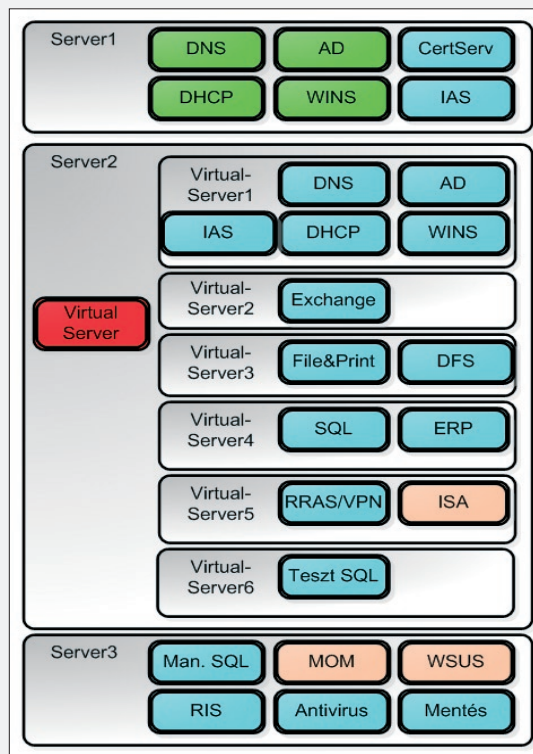 Server1
DNS AD CertServ
DHCP WINS IAS
Server2
Virtual
Server
Virtual-
Server1
DNS AD
IAS DHCP WINS
Virtual-
Server2
Exchange
Virtual-
Server3
File&Print DFS
Virtual-
Server4
SQL ERP
Virtual-
Server5
RRAS/VPN ISA
Virtual-
Server6
Teszt SQL
Server3
Man. SQL MOM WSUS
RIS Antivirus Mentés